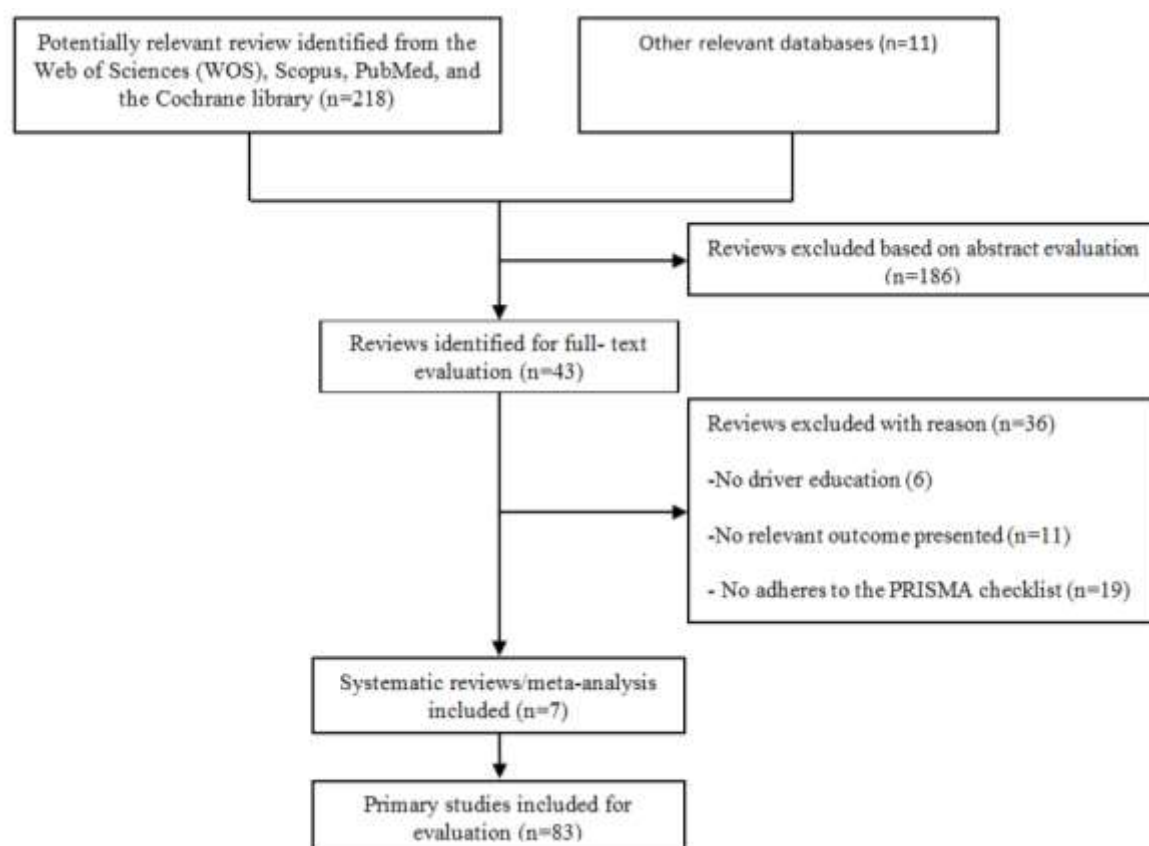 Potentially relevant review identified from the
Web of Sciences (WOS), Scopus, PubMed, and
the Cochrane library (n=218)
Other relevant databases (n=11)
Reviews excluded based on abstract evaluation
(n=186)
Reviews identified for full- text
evaluation (n=43)
Reviews excluded with reason (n=36)
-No driver education (6)
-No relevant outcome presented (n=11)
- No adheres to the PRISMA checklist (n=19)
Systematic reviews/meta-analysis
included (n=7)
Primary studies included for
evaluation (n=83)